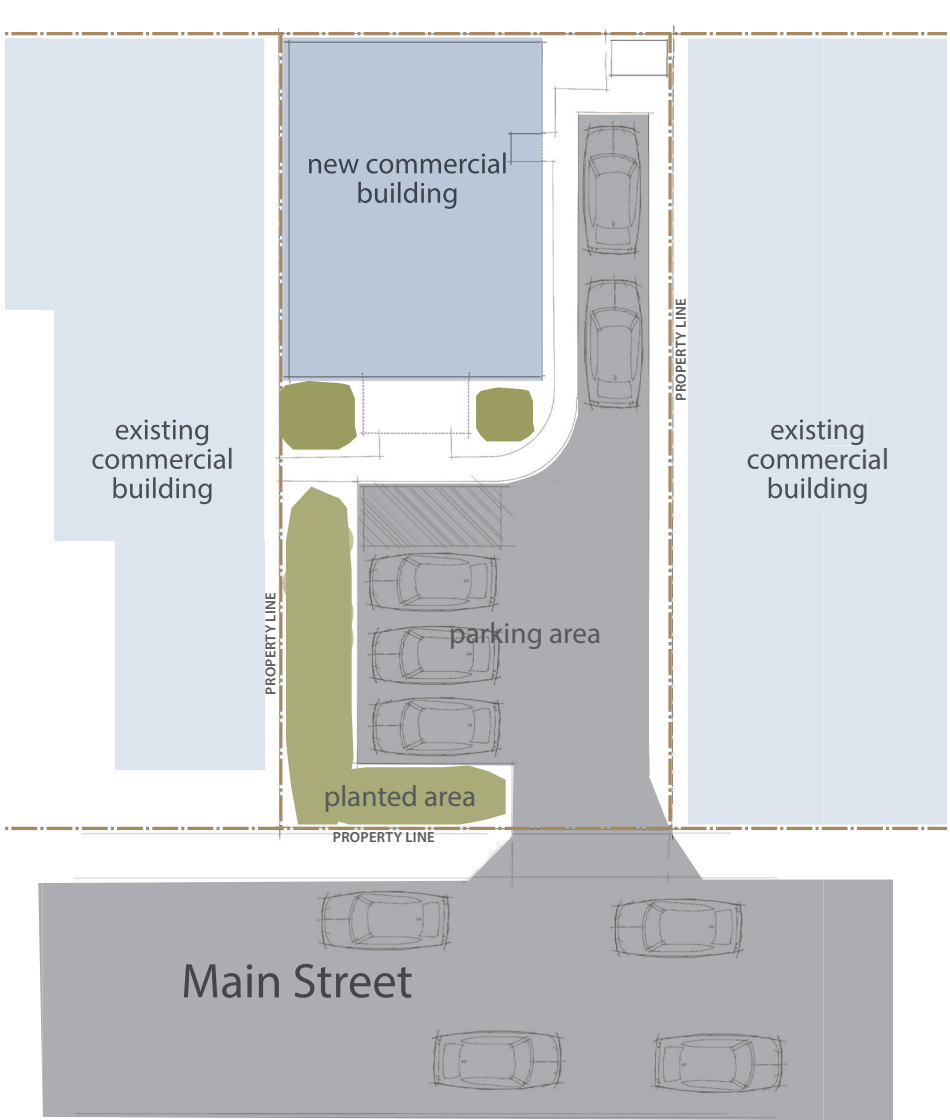 new commercial
building
PROPERTY LINE
existing
commercial
building
existing
commercial
building
PROPERTY LINE
parking area
planted area
PROPERTY LINE
Main Street